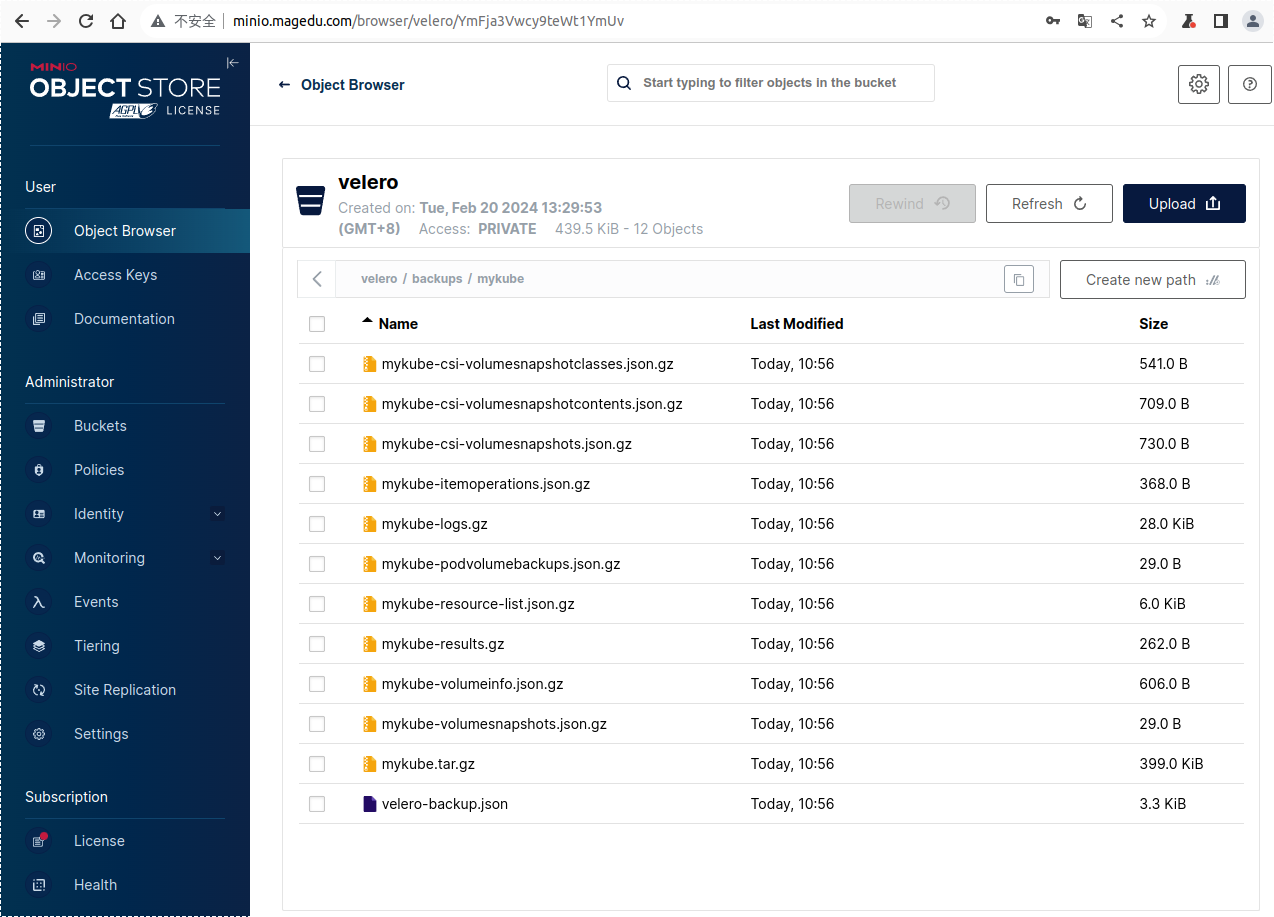 不安全 minio.magedu.com/browser/velero/YmFja3Vwcy9teWt1YmUv
MINIO
OBJECT STORE
AGPLv3 LICENSE
User
Object Browser
Access Keys
Documentation
Administrator
Buckets
Policies
Identity
Monitoring
Events
Tiering
Site Replication
Settings
Subscription
License
Health
Object Browser
Start typing to filter objects in the bucket
velero
Created on: Tue, Feb 20 2024 13:29:53
(GMT+8) Access: PRIVATE 439.5 KiB - 12 Objects
Rewind
Refresh
Upload
velero / backups / mykube
Create new path
Name Last Modified Size
mykube-csi-volumesnapshotclasses.json.gz Today, 10:56 541.0 B
mykube-csi-volumesnapshotcontents.json.gz Today, 10:56 709.0 B
mykube-csi-volumesnapshots.json.gz Today, 10:56 730.0 B
mykube-itemoperations.json.gz Today, 10:56 368.0 B
mykube-logs.gz Today, 10:56 28.0 KiB
mykube-podvolumebackups.json.gz Today, 10:56 29.0 B
mykube-resource-list.json.gz Today, 10:56 6.0 KiB
mykube-results.gz Today, 10:56 262.0 B
mykube-volumeinfo.json.gz Today, 10:56 606.0 B
mykube-volumesnapshots.json.gz Today, 10:56 29.0 B
mykube.tar.gz Today, 10:56 399.0 KiB
velero-backup.json Today, 10:56 3.3 KiB